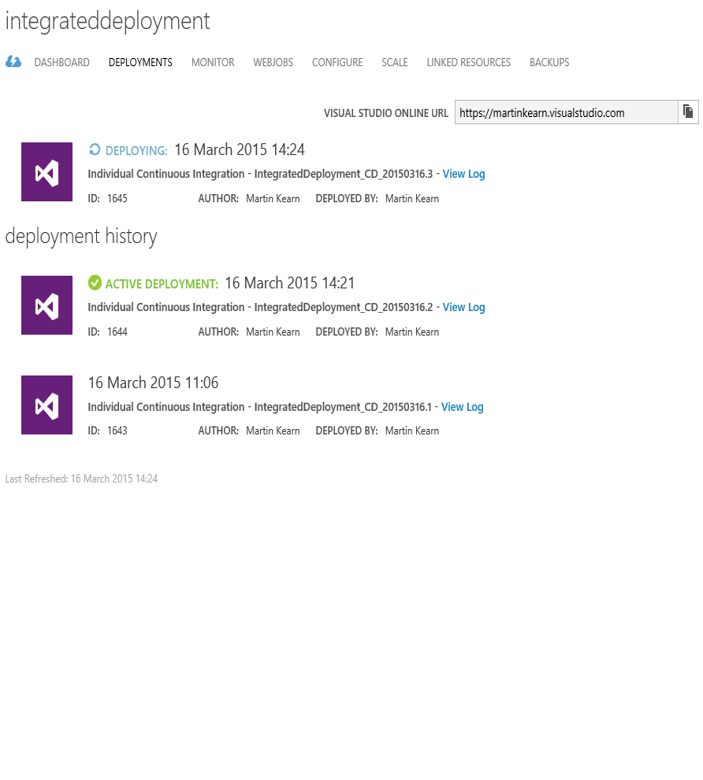 integrateddeployment
DASHBOARD DEPLOYMENTS MONITOR WEBJOBS CONFIGURE SCALE LINKED RESOURCES BACKUPS
VISUAL STUDIO ONLINE URL https://martinkearn.visualstudio.com
DEPLOYING: 16 March 2015 14:24
Individual Continuous Integration - IntegratedDeployment_CD_20150316.3 - View Log
ID: 1645 AUTHOR: Martin Kearn DEPLOYED BY: Martin Kearn
deployment history
ACTIVE DEPLOYMENT: 16 March 2015 14:21
Individual Continuous Integration - IntegratedDeployment_CD_20150316.2 - View Log
ID: 1644 AUTHOR: Martin Kearn DEPLOYED BY: Martin Kearn
16 March 2015 11:06
Individual Continuous Integration - IntegratedDeployment_CD_20150316.1 - View Log
ID: 1643 AUTHOR: Martin Kearn DEPLOYED BY: Martin Kearn
Last Refreshed: 16 March 2015 14:24